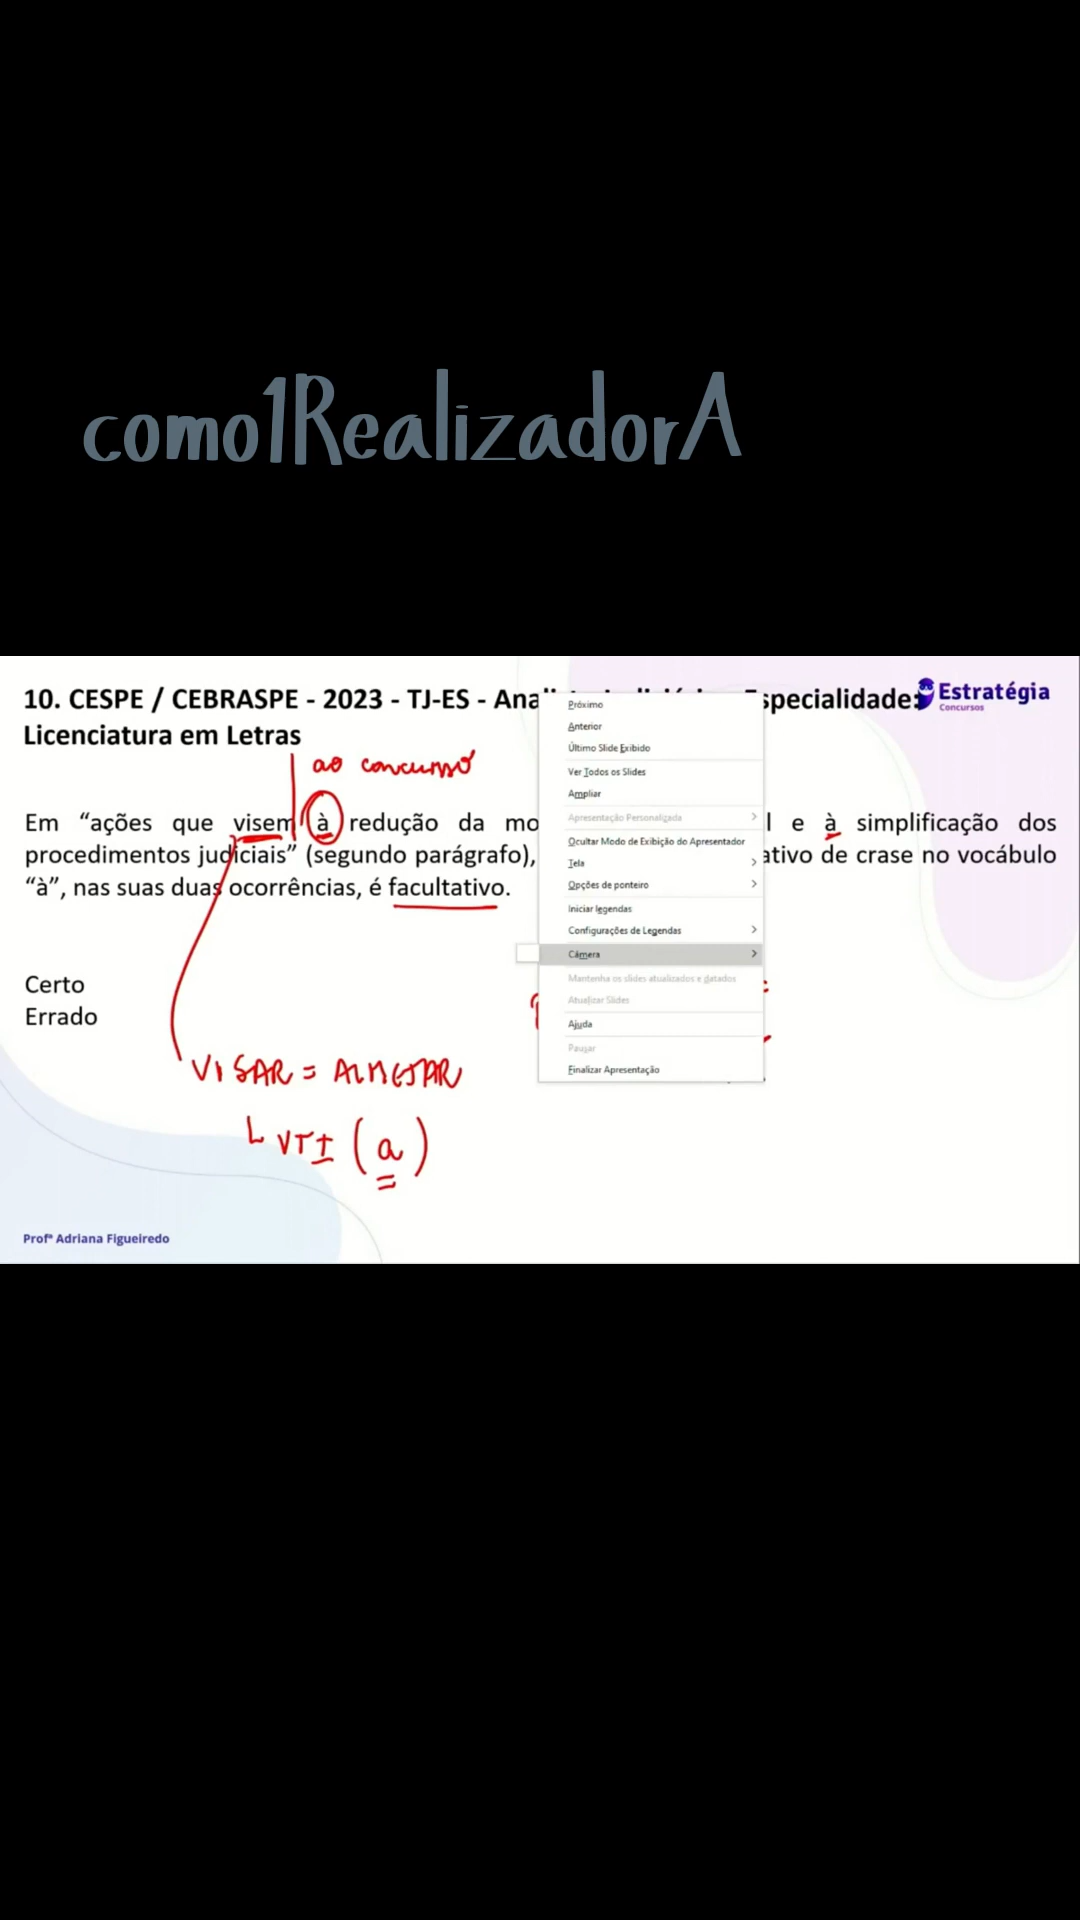 como1RealizadorA
10. CESPE / CEBRASPE - 2023 - TJ-ES - Especialidade:
Estratégia
Concursos
Licenciatura em Letras
ao concurso
Em “ações que visem à redução da e à simplificação dos
procedimentos judiciais” (segundo parágrafo), de crase no vocábulo
“à”, nas suas duas ocorrências, é facultativo.
Certo
Errado
VISAR = ALMEJAR
VTI (a)
Profª Adriana Figueiredo
Próximo
Anterior
Último Slide Exibido
Ver Todos os Slides
Ampliar
Apresentação Personalizada
Ocultar Modo de Exibição do Apresentador
Tela
Opções de ponteiro
Iniciar legendas
Configurações de Legendas
Câmera
Mantenha os slides atualizados e datados
Atualizar Slides
Ajuda
Pausar
Finalizar Apresentação